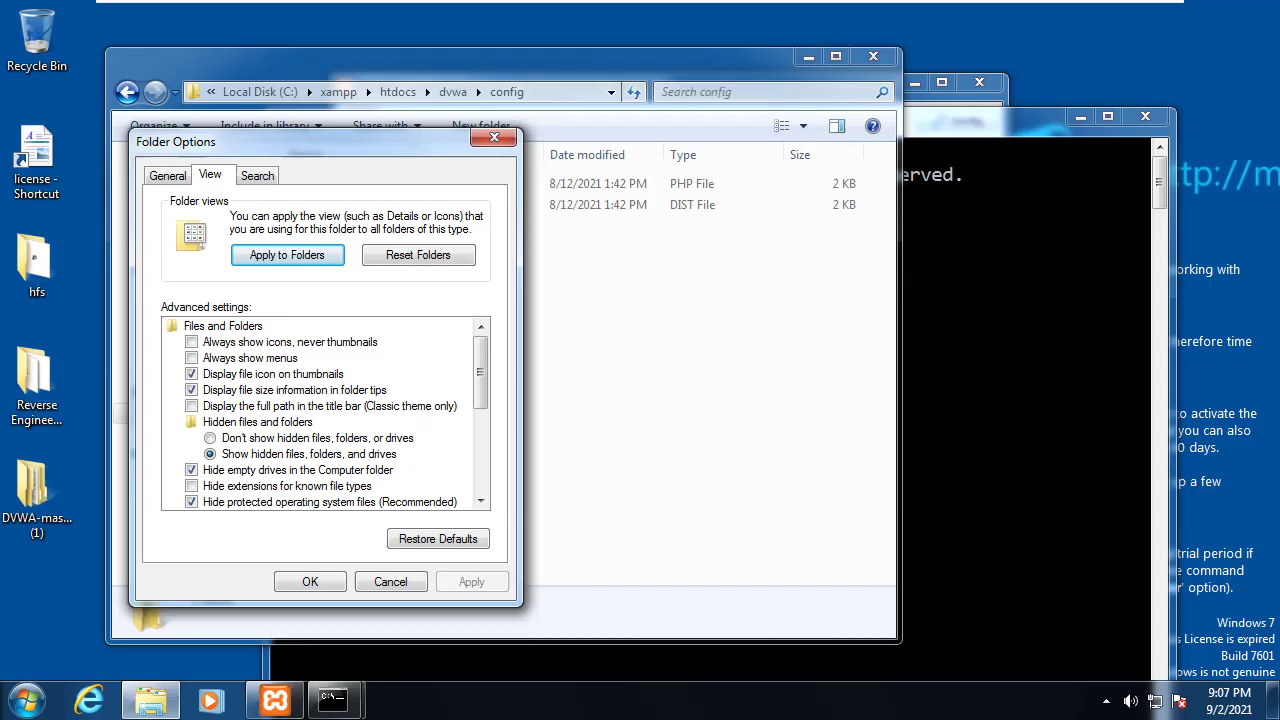 Recycle Bin
license -
Shortcut
hfs
Reverse
Enginee...
DVWA-mas...
(1)
« Local Disk (C:) xampp htdocs dvwa config
Search config
Organize Include in library Share with New folder
Folder Options
General View Search
Folder views
You can apply the view (such as Details or Icons) that
you are using for this folder to all folders of this type.
Apply to Folders Reset Folders
Advanced settings:
Files and Folders
Always show icons, never thumbnails
Always show menus
Display file icon on thumbnails
Display file size information in folder tips
Display the full path in the title bar (Classic theme only)
Hidden files and folders
Don't show hidden files, folders, or drives
Show hidden files, folders, and drives
Hide empty drives in the Computer folder
Hide extensions for known file types
Hide protected operating system files (Recommended)
Restore Defaults
OK Cancel Apply
Date modified Type Size
8/12/2021 1:42 PM PHP File 2 KB
8/12/2021 1:42 PM DIST File 2 KB
erved.
ttp://m
orking with
herefore time
to activate the
you can also
0 days.
p a few
trial period if
e command
r' option).
Windows 7
s License is expired
Build 7601
ows is not genuine
9:07 PM
9/2/2021